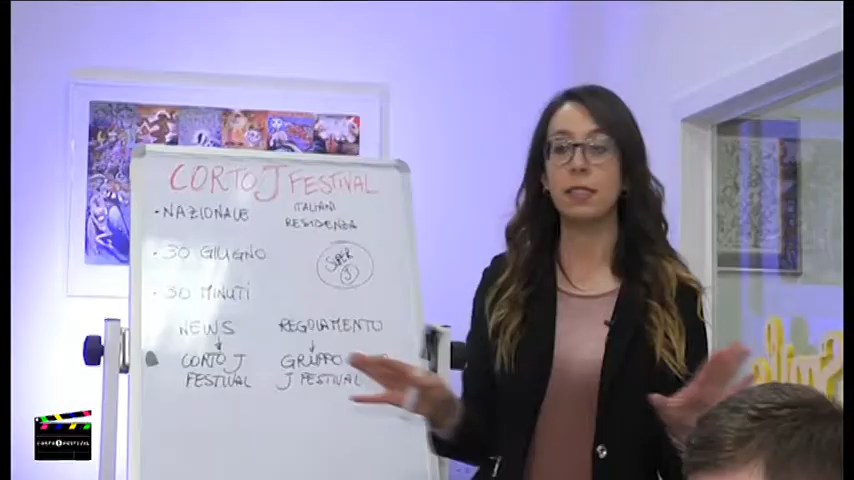 CORTO J FESTIVAL
• NAZIONALE ITALIANI
RESIDENZA
• 30 GIUGNO
SUPER J
• 30 MINUTI
NEWS REGOLAMENTO
↓ ↓
CORTO J GRUPPO
FESTIVAL J FESTIVAL